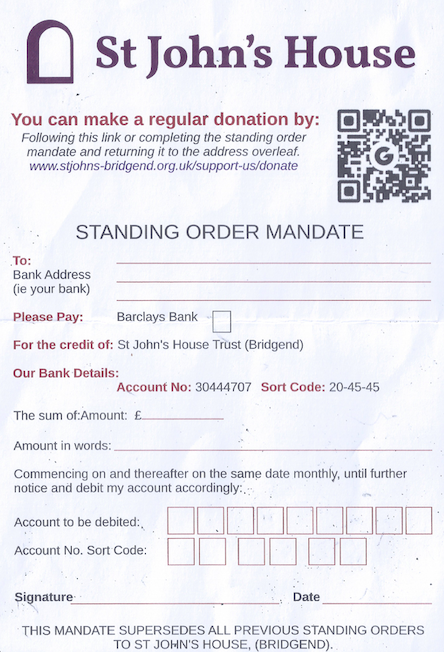 St John's House
You can make a regular donation by:
Following this link or completing the standing order
mandate and returning it to the address overleaf.
www.stjohns-bridgend.org.uk/support-us/donate
G
STANDING ORDER MANDATE
To:
Bank Address
(ie your bank)
Please Pay: Barclays Bank
For the credit of: St John's House Trust (Bridgend)
Our Bank Details:
Account No: 30444707 Sort Code: 20-45-45
The sum of:Amount: £
Amount in words:
Commencing on and thereafter on the same date monthly, until further
notice and debit my account accordingly:
Account to be debited:
Account No. Sort Code:
Signature Date
THIS MANDATE SUPERSEDES ALL PREVIOUS STANDING ORDERS
TO ST JOHN'S HOUSE, (BRIDGEND).